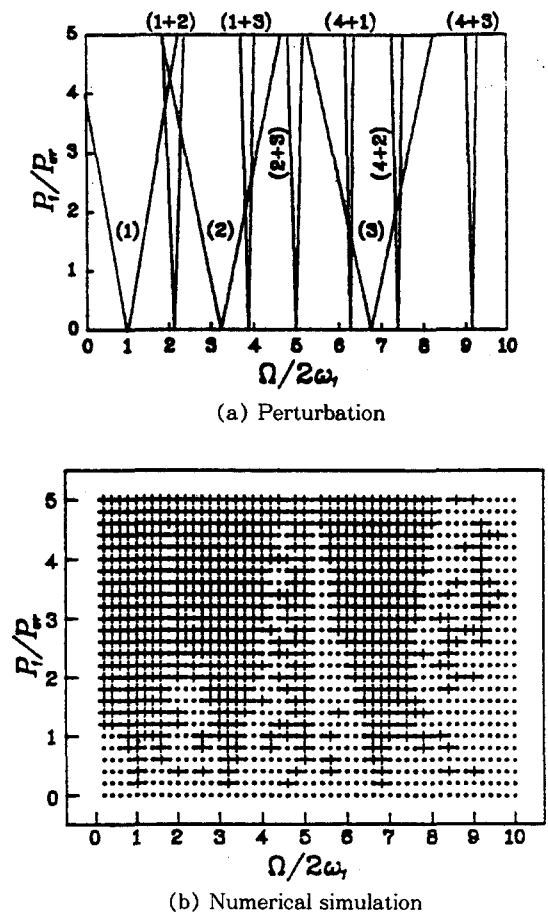 (1+2) (1+3) (4+1) (4+3)
5
4
3
2
1
0
P₁/Pcr
(1)
(2)
(2+3)
(3)
(4+2)
0 1 2 3 4 5 6 7 8 9 10
Ω/2ω₁
(a) Perturbation
5
4
3
2
1
0
P₁/Pcr
0 1 2 3 4 5 6 7 8 9 10
Ω/2ω₁
(b) Numerical simulation